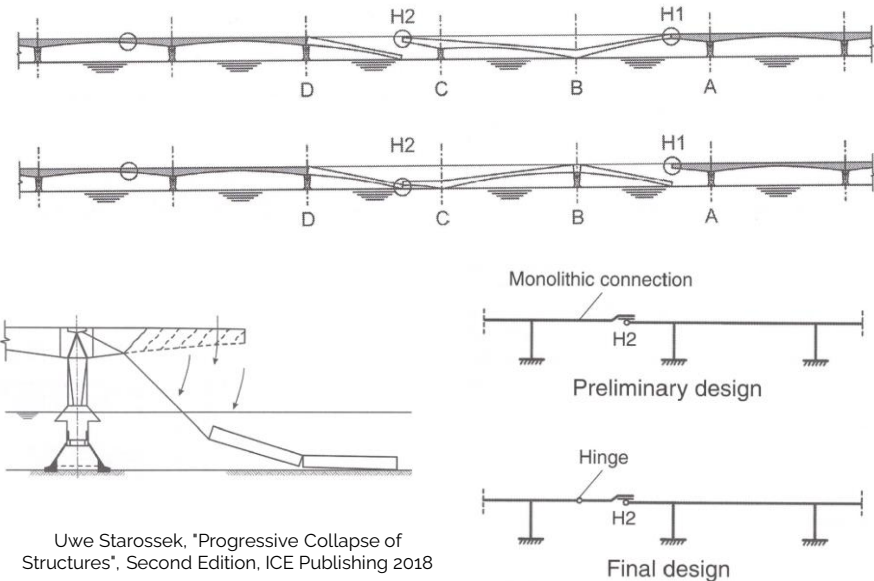 H2
H1
D
C
B
A
H2
H1
D
C
B
A
Monolithic connection
H2
Preliminary design
Hinge
H2
Final design
Uwe Starossek, "Progressive Collapse of
Structures", Second Edition, ICE Publishing 2018